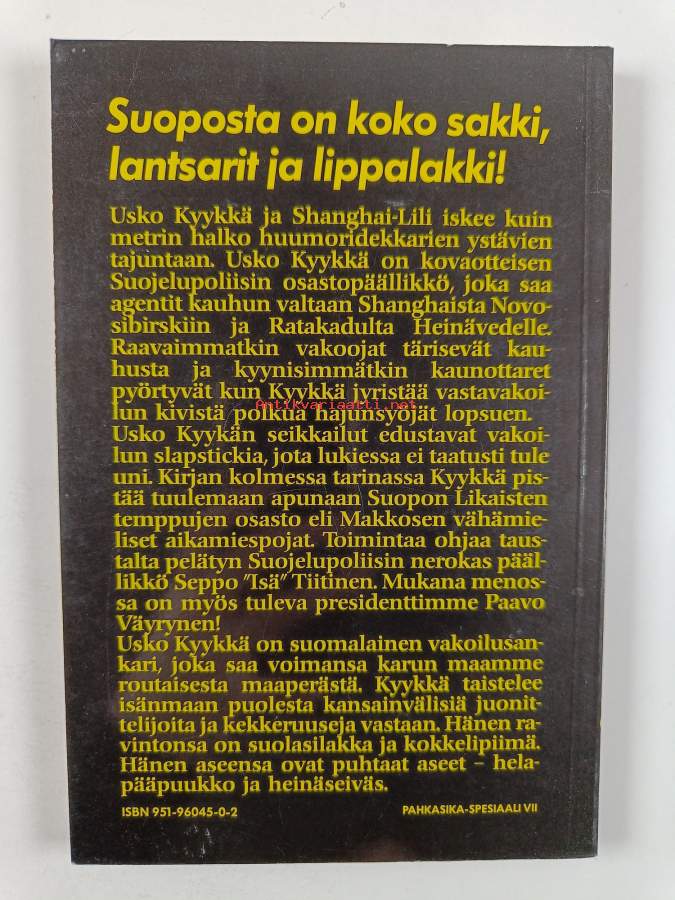 Suoposta on koko sakki,
lantsarit ja lippalakki!
Usko Kyykkä ja Shanghai-Lili iskee kuin
metrin halko huumoridekkarien ystävien
tajuntaan. Usko Kyykkä on kovaotteisen
Suojelupoliisin osastopäällikkö, joka saa
agentit kauhun valtaan Shanghaista Novo-
sibirskiin ja Ratakadulta Heinävedelle.
Raavaimmatkin vakoojat tärisevät kau-
husta ja kyynisimmätkin kaunottaret
pyörtyvät kun Kyykkä jyristää vastavakoi-
lun kivistä polkua hajunsyöjät lopsuen.
Antikvariaatti.net
Usko Kyykän seikkailut edustavat vakoi-
lun slapstickia, jota lukiessa ei taatusti tule
uni. Kirjan kolmessa tarinassa Kyykkä pis-
tää tuulemaan apunaan Suopon Likaisten
temppujen osasto eli Makkosen vähämie-
liset aikamiespojat. Toimintaa ohjaa taus-
talta pelätyn Suojelupoliisin nerokas pääl-
likkö Seppo "Isä" Tiitinen. Mukana menos-
sa on myös tuleva presidenttimme Paavo
Väyrynen!
Usko Kyykkä on suomalainen vakoilusan-
kari, joka saa voimansa karun maamme
routaisesta maaperästä. Kyykkä taistelee
isänmaan puolesta kansainvälisiä juonit-
telijoita ja kekkeruuseja vastaan. Hänen ra-
vintonsa on suolasilakka ja kokkelipiimä.
Hänen aseensa ovat puhtaat aseet – hela-
pääpuukko ja heinäseiväs.
ISBN 951-96045-0-2
PAHKASIKA-SPESIAALI VII